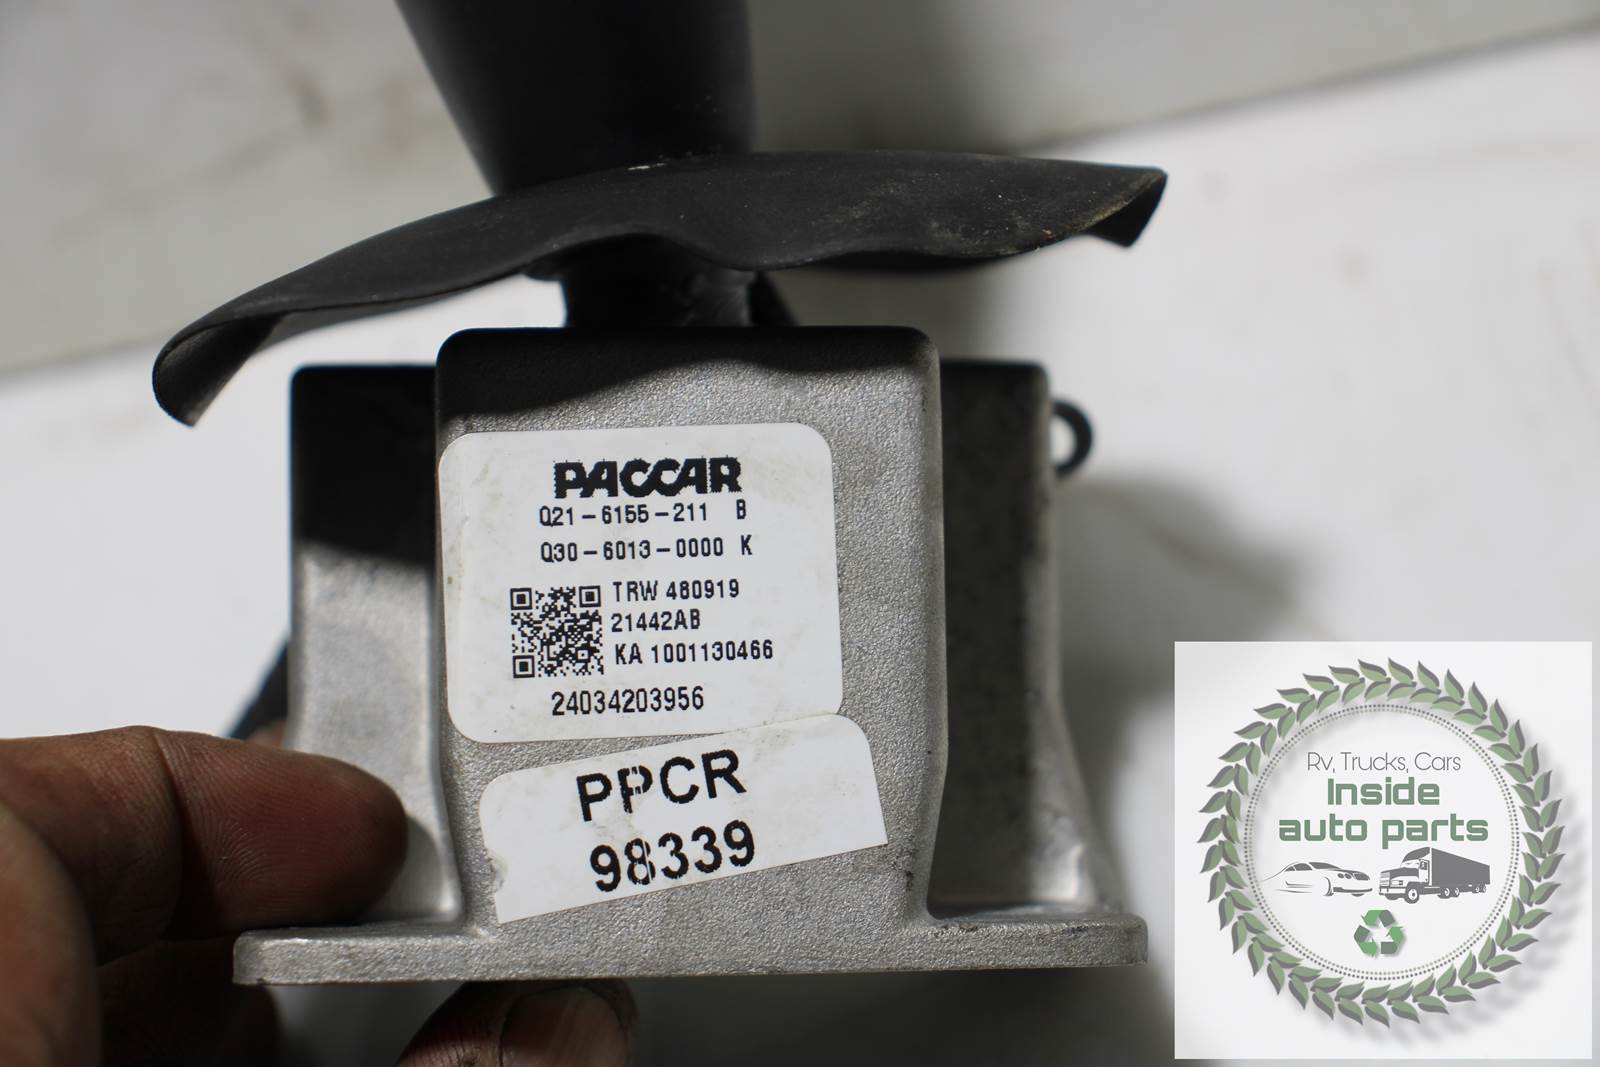 PACCAR
Q21-6155-211 B
Q30-6013-0000 K
TRW 480919
21442AB
KA 1001130466
24034203956
PPCR
98339
Rv, Trucks, Cars
Inside
auto parts